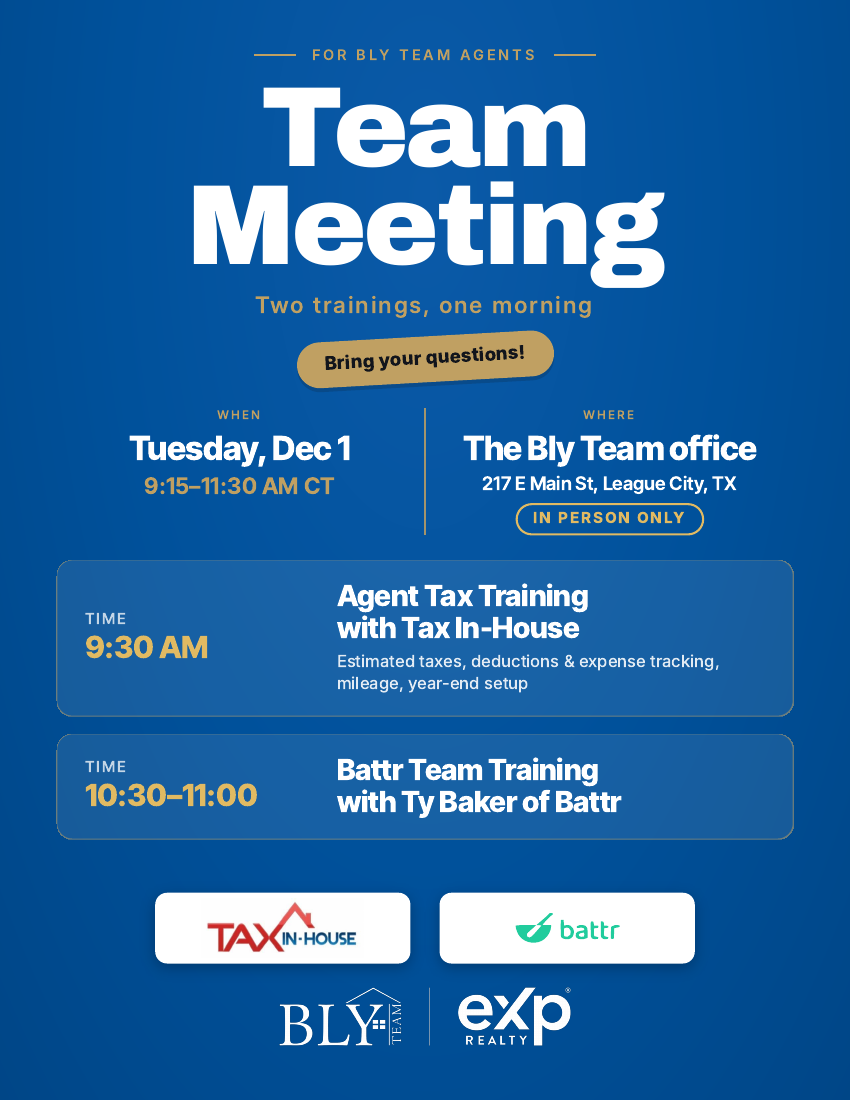 FOR BLY TEAM AGENTS
Team
Meeting
Two trainings, one morning
Bring your questions!
WHEN
Tuesday, Dec 1
9:15–11:30 AM CT
WHERE
The Bly Team office
217 E Main St, League City, TX
IN PERSON ONLY
TIME
9:30 AM
Agent Tax Training
with Tax In-House
Estimated taxes, deductions & expense tracking,
mileage, year-end setup
TIME
10:30–11:00
Battr Team Training
with Ty Baker of Battr
TAX IN-HOUSE
battr
BLY TEAM
eXp®
REALTY